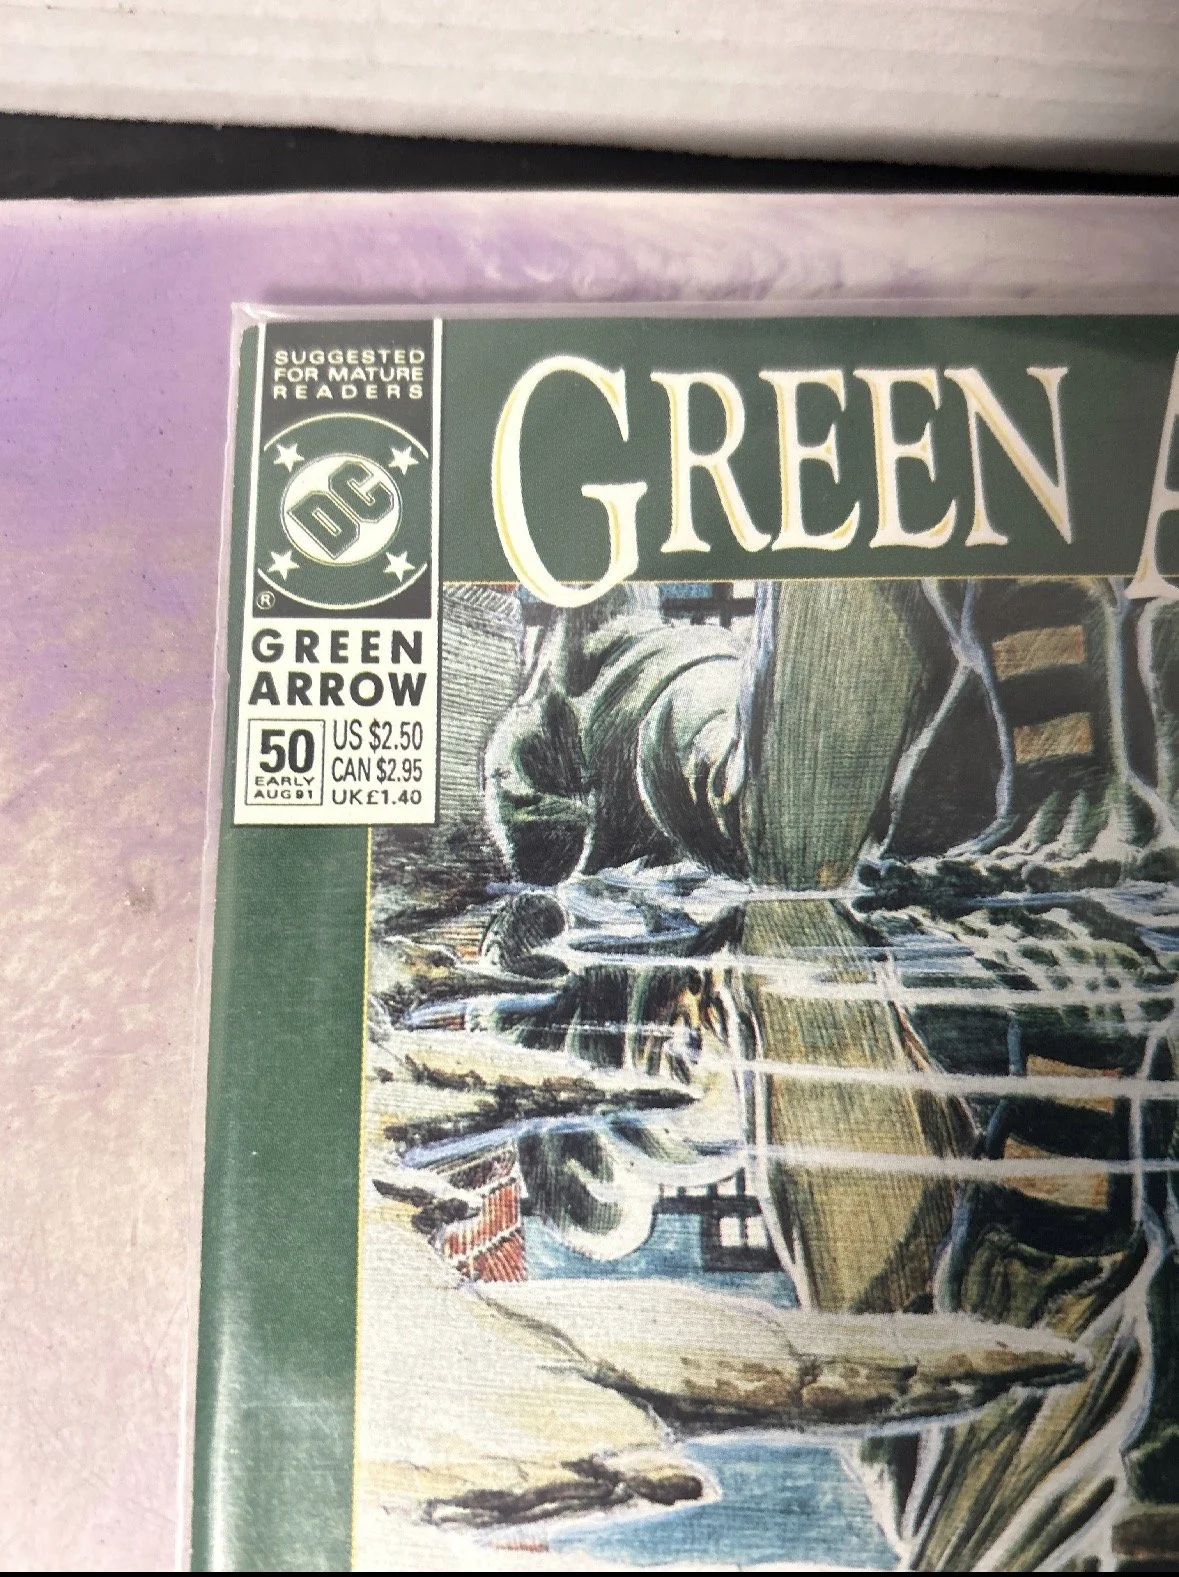 SUGGESTED
FOR MATURE
READERS
DC
®
GREEN
ARROW
50
EARLY
AUG 91
US $2.50
CAN $2.95
UK£1.40
GREEN A